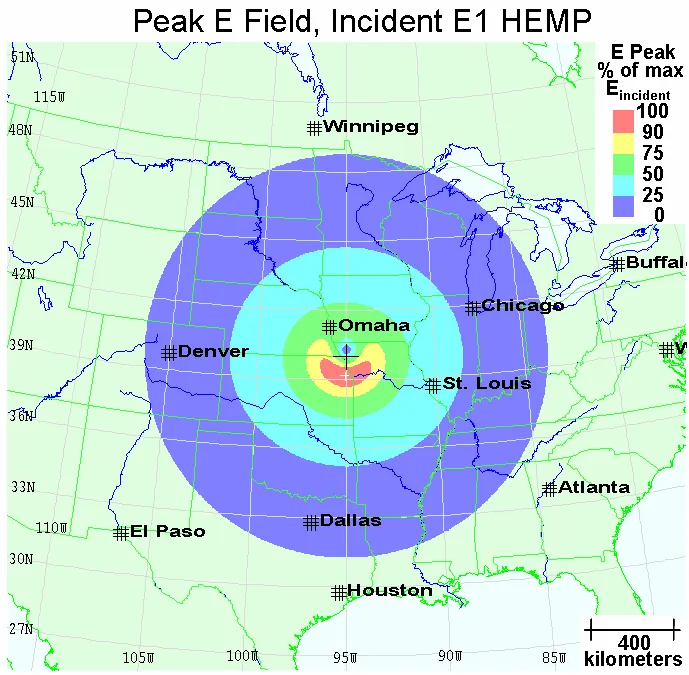 Peak E Field, Incident E1 HEMP
E Peak
% of max
Eincident
100
90
75
50
25
0
51N
115W
48N
Winnipeg
45N
42N
Buffal
Chicago
Omaha
39N
Denver
W
St. Louis
36N
33N
Atlanta
110W
Dallas
El Paso
30N
Houston
27N
105W
100W
95W
90W
85W
400
kilometers